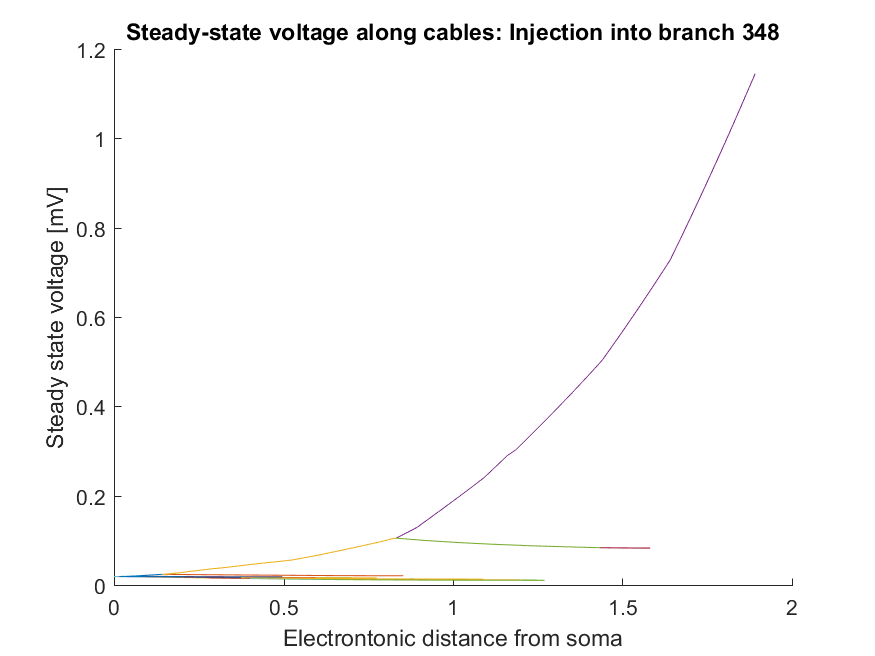 Steady-state voltage along cables: Injection into branch 348
1.2
1
0.8
0.6
0.4
0.2
0
Steady state voltage [mV]
0 0.5 1 1.5 2
Electrontonic distance from soma